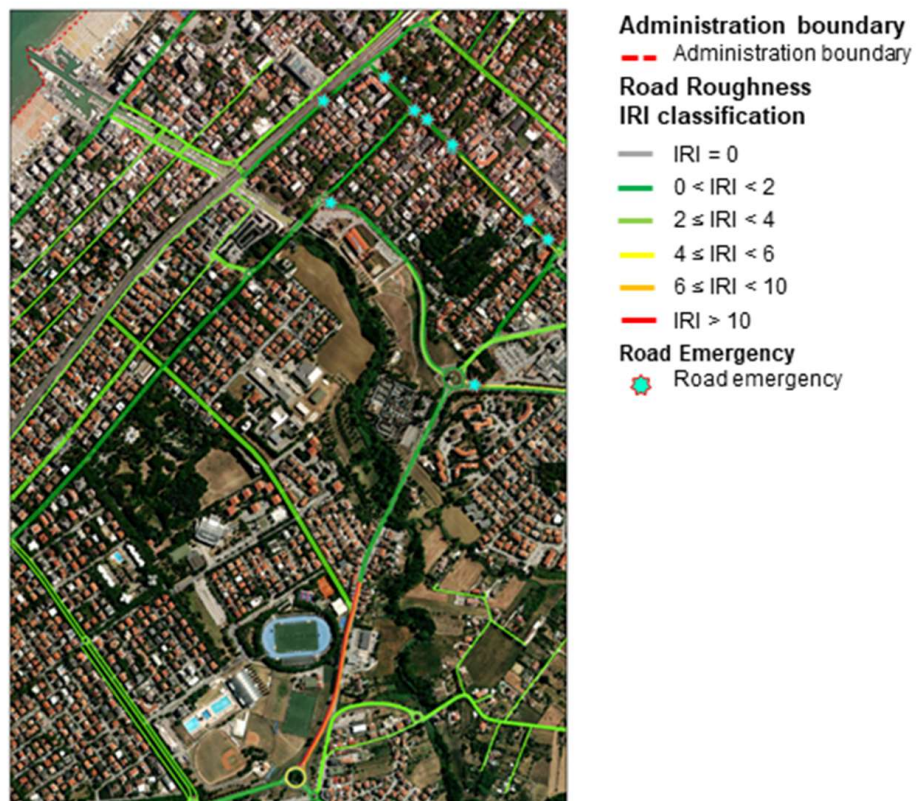 Administration boundary
Administration boundary
Road Roughness
IRI classification
IRI = 0
0 < IRI < 2
2 ≤ IRI < 4
4 ≤ IRI < 6
6 ≤ IRI < 10
IRI > 10
Road Emergency
Road emergency